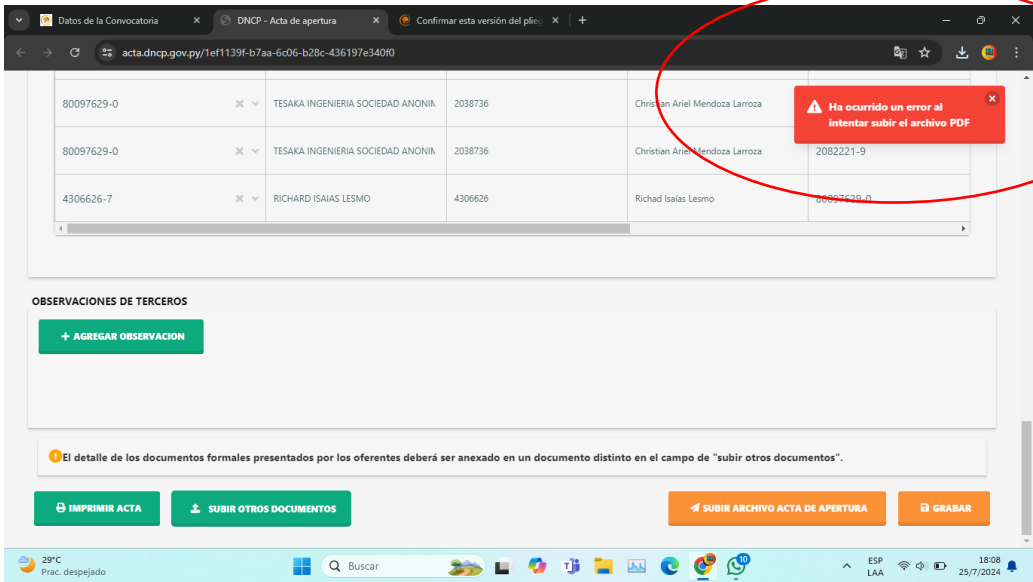 Datos de la Convocatoria
DNCP - Acta de apertura
Confirmar esta versión del plieg
acta.dncp.gov.py/1ef1139f-b7aa-6c06-b28c-436197e340f0
80097629-0 TESAKA INGENIERIA SOCIEDAD ANONIM 2038736 Christian Ariel Mendoza Larroza
Ha ocurrido un error al
intentar subir el archivo PDF
80097629-0 TESAKA INGENIERIA SOCIEDAD ANONIM 2038736 Christian Ariel Mendoza Larroza 2082221-9
4306626-7 RICHARD ISAIAS LESMO 4306626 Richad Isaías Lesmo 80097629-0
OBSERVACIONES DE TERCEROS
+ AGREGAR OBSERVACION
El detalle de los documentos formales presentados por los oferentes deberá ser anexado en un documento distinto en el campo de "subir otros documentos".
IMPRIMIR ACTA
SUBIR OTROS DOCUMENTOS
SUBIR ARCHIVO ACTA DE APERTURA
GRABAR
29°C
Prac. despejado
Buscar
10
ESP
LAA
18:08
25/7/2024